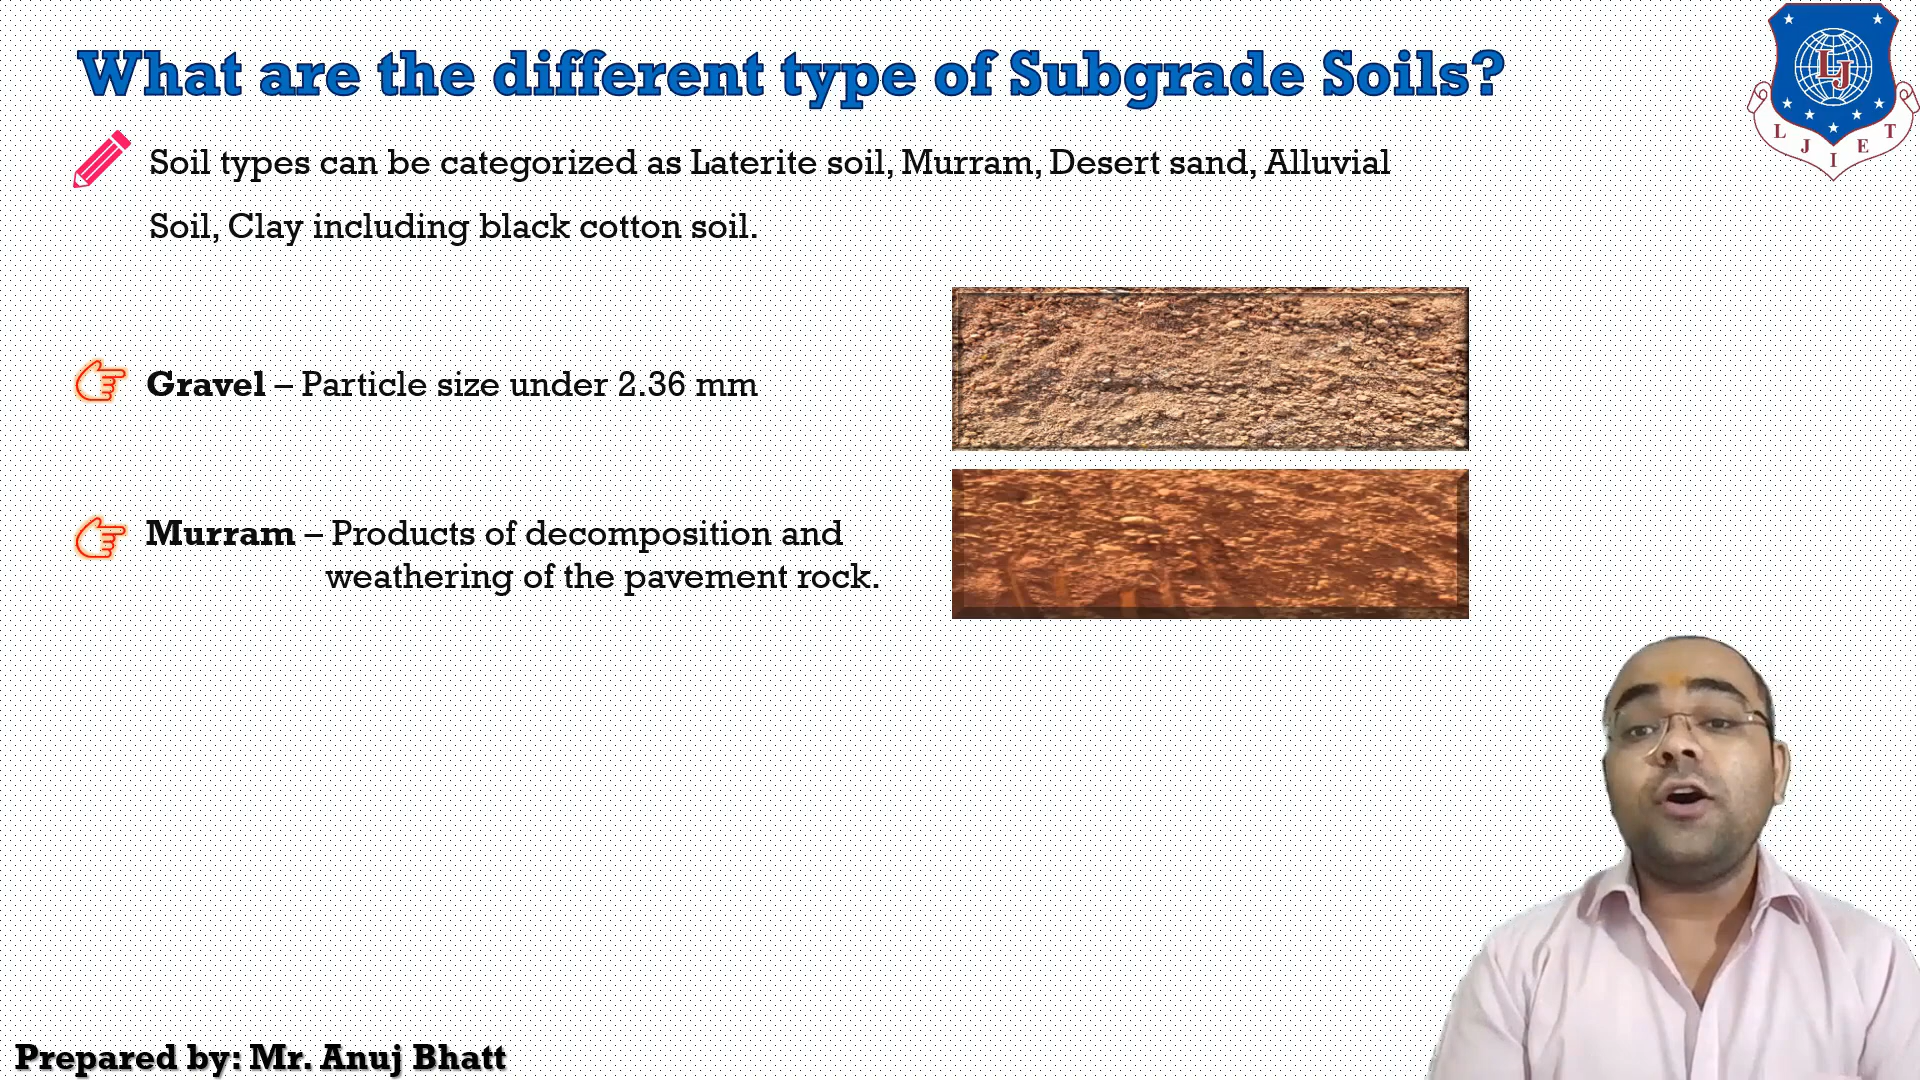 What are the different type of Subgrade Soils?
Soil types can be categorized as Laterite soil, Murram, Desert sand, Alluvial
Soil, Clay including black cotton soil.
Gravel – Particle size under 2.36 mm
Murram – Products of decomposition and
weathering of the pavement rock.
Prepared by: Mr. Anuj Bhatt
LJ
L J I E T